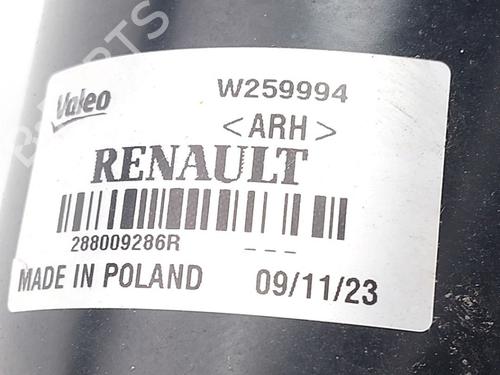 Valeo
W259994
<ARH>
RENAULT
288009286R
---
MADE IN POLAND
09/11/23